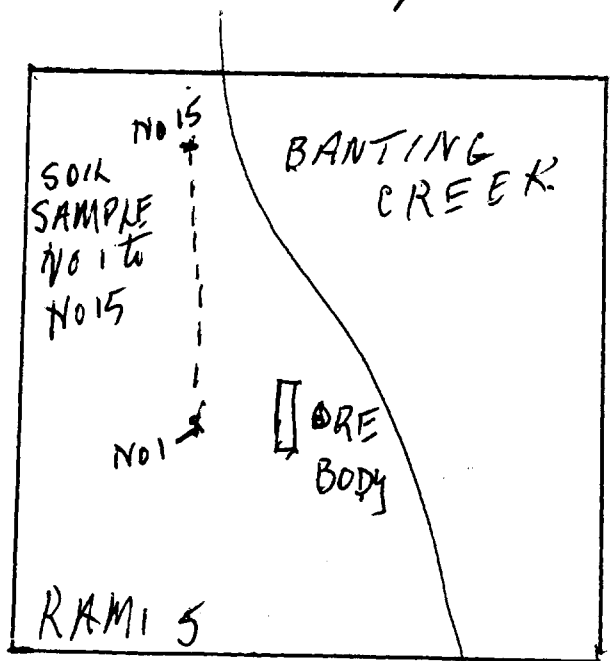 No 15
BANTING
CREEK
SOIL
SAMPLE
No 1 to
No 15
No 1
ORE
BODY
RAMI 5